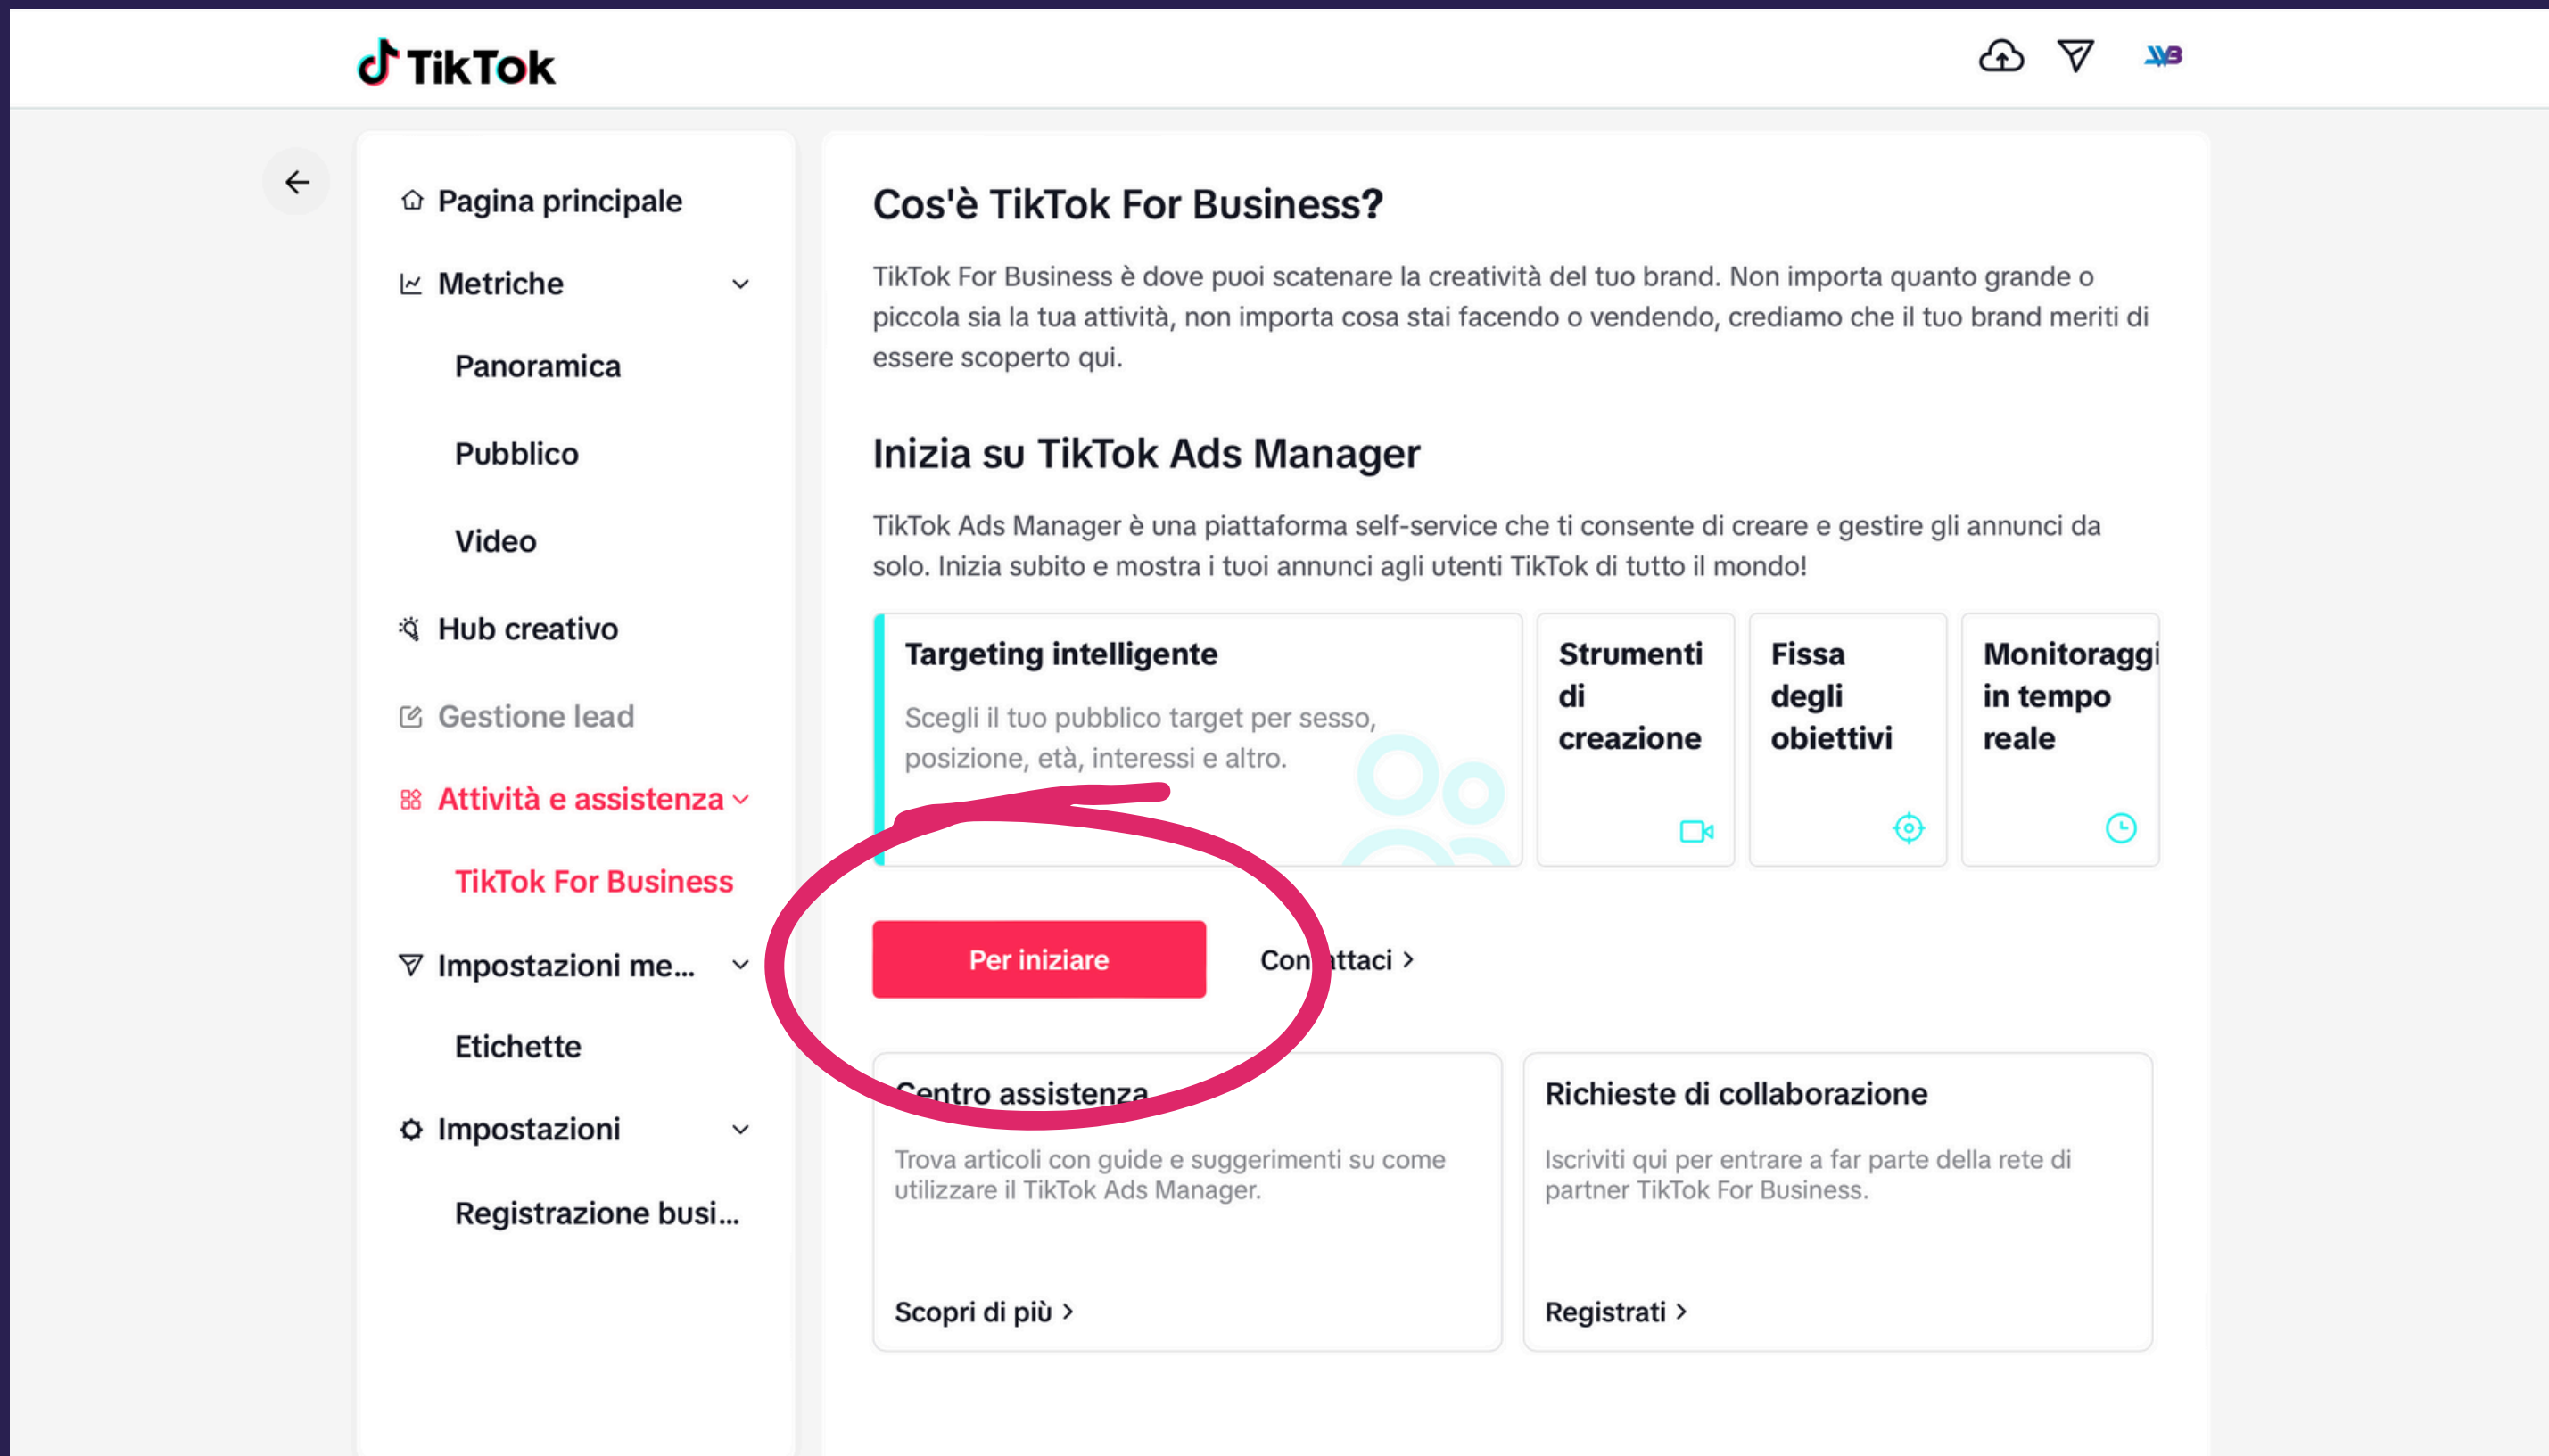 TikTok
Pagina principale
Metriche
Panoramica
Pubblico
Video
Hub creativo
Gestione lead
Attività e assistenza
TikTok For Business
Impostazioni me...
Etichette
Impostazioni
Registrazione busi...
Cos'è TikTok For Business?
TikTok For Business è dove puoi scatenare la creatività del tuo brand. Non importa quanto grande o
piccola sia la tua attività, non importa cosa stai facendo o vendendo, crediamo che il tuo brand meriti di
essere scoperto qui.
Inizia su TikTok Ads Manager
TikTok Ads Manager è una piattaforma self-service che ti consente di creare e gestire gli annunci da
solo. Inizia subito e mostra i tuoi annunci agli utenti TikTok di tutto il mondo!
Targeting intelligente
Scegli il tuo pubblico target per sesso,
posizione, età, interessi e altro.
Strumenti
di
creazione
Fissa
degli
obiettivi
Monitoraggi
in tempo
reale
Per iniziare
Contattaci >
Centro assistenza
Trova articoli con guide e suggerimenti su come
utilizzare il TikTok Ads Manager.
Scopri di più >
Richieste di collaborazione
Iscriviti qui per entrare a far parte della rete di
partner TikTok For Business.
Registrati >